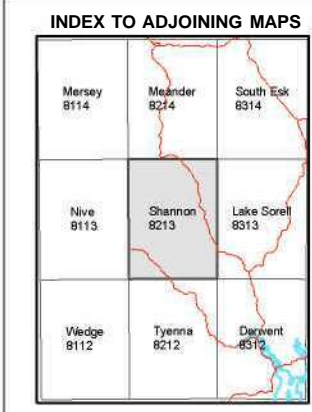 INDEX TO ADJOINING MAPS
Mersey
8114
Meander
8214
South Esk
8314
Nive
8113
Shannon
8213
Lake Sorell
8313
Wedge
8112
Tyenna
8212
Derwent
8312